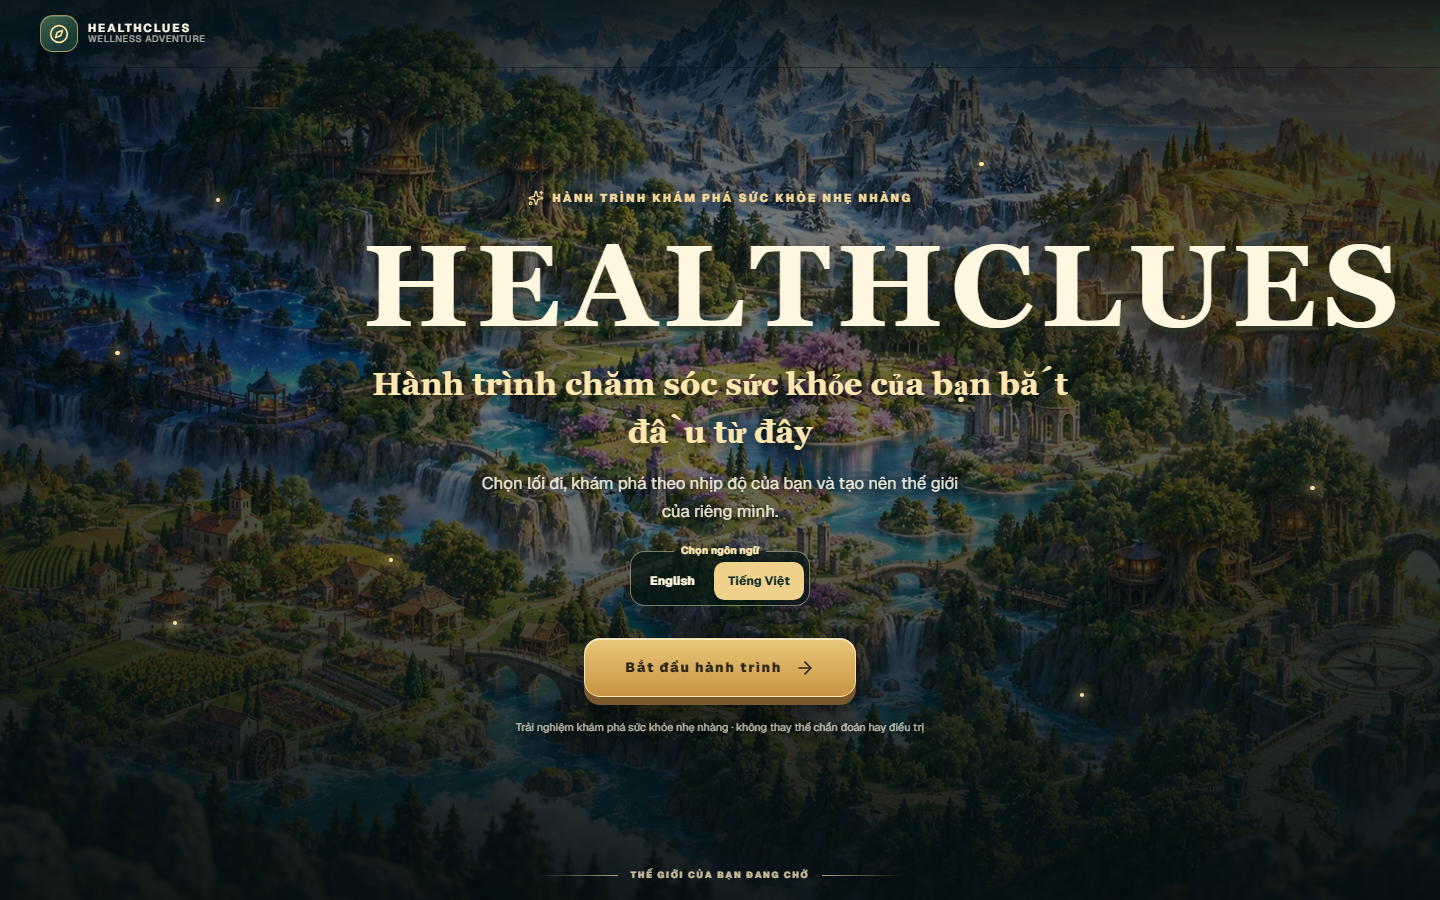 HEALTHCLUES
WELLNESS ADVENTURE
HÀNH TRÌNH KHÁM PHÁ SỨC KHỎE NHẸ NHÀNG
HEALTHCLUES
Hành trình chăm sóc sức khỏe của bạn bắt
đầu từ đây
Chọn lối đi, khám phá theo nhịp độ của bạn và tạo nên thế giới
của riêng mình.
Chọn ngôn ngữ
English
Tiếng Việt
Bắt đầu hành trình
Trải nghiệm khám phá sức khỏe nhẹ nhàng · không thay thế chẩn đoán hay điều trị
THẾ GIỚI CỦA BẠN ĐANG CHỜ